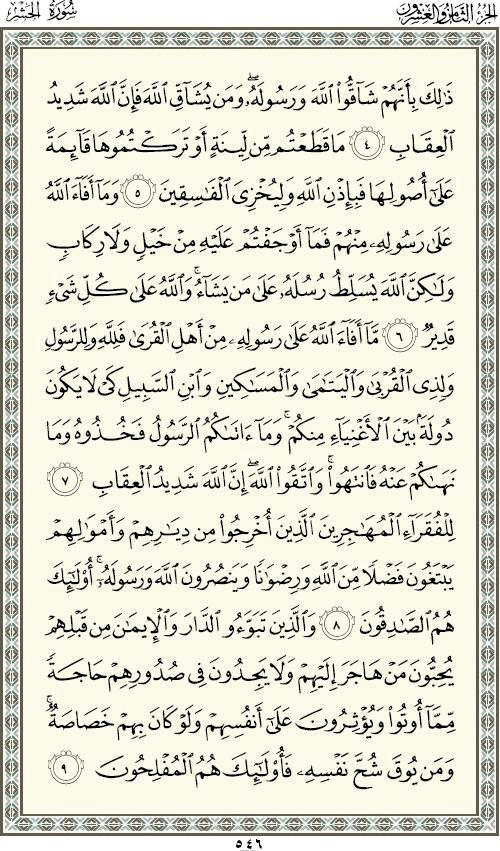 الجزء الثامن والعشرون
سورة الحشر
ذَٰلِكَ بِأَنَّهُمْ شَآقُّوا۟ ٱللَّهَ وَرَسُولَهُۥۖ وَمَن يُشَآقِّ ٱللَّهَ فَإِنَّ ٱللَّهَ شَدِيدُ
ٱلْعِقَابِ ٤ مَا قَطَعْتُم مِّن لِّينَةٍ أَوْ تَرَكْتُمُوهَا قَآئِمَةً
عَلَىٰٓ أُصُولِهَا فَبِإِذْنِ ٱللَّهِ وَلِيُخْزِىَ ٱلْفَـٰسِقِينَ ٥ وَمَآ أَفَآءَ ٱللَّهُ
عَلَىٰ رَسُولِهِۦ مِنْهُمْ فَمَآ أَوْجَفْتُمْ عَلَيْهِ مِنْ خَيْلٍ وَلَا رِكَابٍ
وَلَـٰكِنَّ ٱللَّهَ يُسَلِّطُ رُسُلَهُۥ عَلَىٰ مَن يَشَآءُۚ وَٱللَّهُ عَلَىٰ كُلِّ شَىْءٍ
قَدِيرٌ ٦ مَّآ أَفَآءَ ٱللَّهُ عَلَىٰ رَسُولِهِۦ مِنْ أَهْلِ ٱلْقُرَىٰ فَلِلَّهِ وَلِلرَّسُولِ
وَلِذِى ٱلْقُرْبَىٰ وَٱلْيَتَـٰمَىٰ وَٱلْمَسَـٰكِينِ وَٱبْنِ ٱلسَّبِيلِ كَىْ لَا يَكُونَ
دُولَةًۢ بَيْنَ ٱلْأَغْنِيَآءِ مِنكُمْۚ وَمَآ ءَاتَىٰكُمُ ٱلرَّسُولُ فَخُذُوهُ وَمَا
نَهَىٰكُمْ عَنْهُ فَٱنتَهُوا۟ۚ وَٱتَّقُوا۟ ٱللَّهَۖ إِنَّ ٱللَّهَ شَدِيدُ ٱلْعِقَابِ ٧
لِلْفُقَرَآءِ ٱلْمُهَـٰجِرِينَ ٱلَّذِينَ أُخْرِجُوا۟ مِن دِيَـٰرِهِمْ وَأَمْوَٰلِهِمْ
يَبْتَغُونَ فَضْلًا مِّنَ ٱللَّهِ وَرِضْوَٰنًا وَيَنصُرُونَ ٱللَّهَ وَرَسُولَهُۥٓۚ أُو۟لَـٰٓئِكَ
هُمُ ٱلصَّـٰدِقُونَ ٨ وَٱلَّذِينَ تَبَوَّءُو ٱلدَّارَ وَٱلْإِيمَـٰنَ مِن قَبْلِهِمْ
يُحِبُّونَ مَنْ هَاجَرَ إِلَيْهِمْ وَلَا يَجِدُونَ فِى صُدُورِهِمْ حَاجَةً
مِّمَّآ أُوتُوا۟ وَيُؤْثِرُونَ عَلَىٰٓ أَنفُسِهِمْ وَلَوْ كَانَ بِهِمْ خَصَاصَةٌۚ
وَمَن يُوقَ شُحَّ نَفْسِهِۦ فَأُو۟لَـٰٓئِكَ هُمُ ٱلْمُفْلِحُونَ ٩
٥٤٦